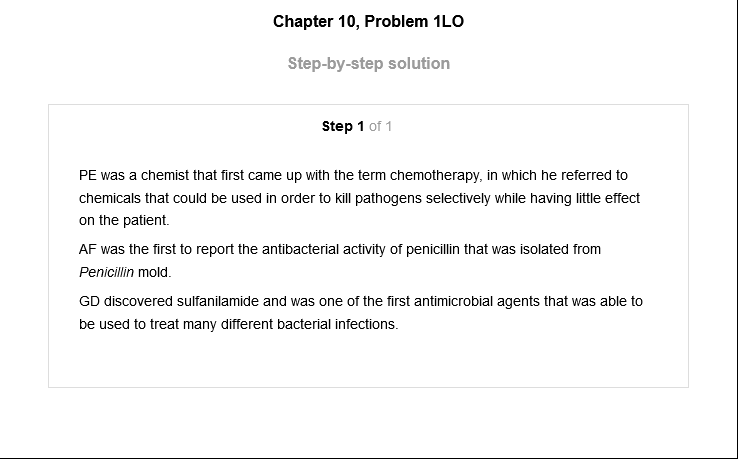 Chapter 10, Problem 1LO
Step-by-step solution
Step 1 of 1
PE was a chemist that first came up with the term chemotherapy, in which he referred to
chemicals that could be used in order to kill pathogens selectively while having little effect
on the patient.
AF was the first to report the antibacterial activity of penicillin that was isolated from
Penicillin mold.
GD discovered sulfanilamide and was one of the first antimicrobial agents that was able to
be used to treat many different bacterial infections.